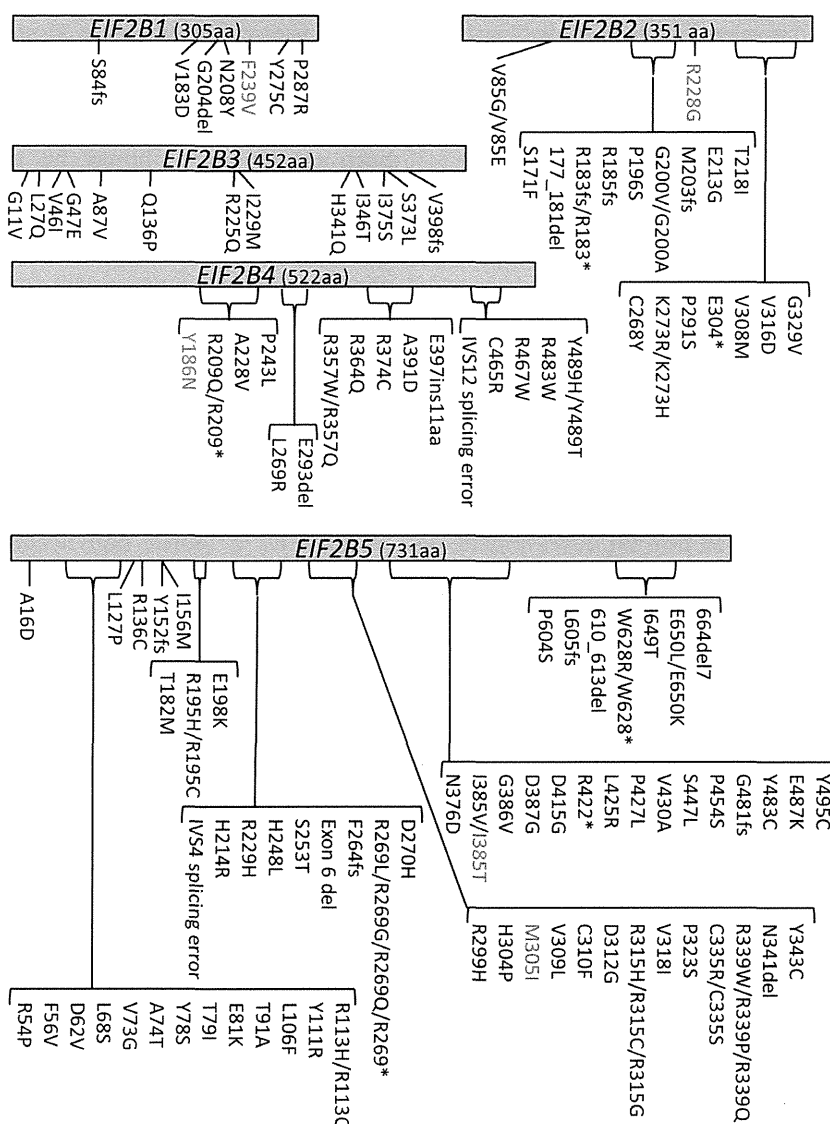 EIF2B1 (305aa)
S84fs
V183D
G204del
N208Y
F239V
Y275C
P287R
EIF2B2 (351 aa)
V85G/V85E
R228G
S171F
177_181del
R183fs/R183*
R185fs
P196S
G200V/G200A
M203fs
E213G
T218I
C268Y
K273R/K273H
P291S
E304*
V308M
V316D
G329V
EIF2B3 (452aa)
G11V
L27Q
V46I
G47E
A87V
Q136P
R225Q
I229M
H341Q
I346T
I375S
S373L
V398fs
EIF2B4 (522aa)
Y186N
R209Q/R209*
A228V
P243L
L269R
E293del
R357W/R357Q
R364Q
R374C
A391D
E397ins11aa
IVS12 splicing error
C465R
R467W
R483W
Y489H/Y489T
EIF2B5 (731aa)
A16D
R54P
F56V
D62V
L68S
V73G
A74T
Y78S
T79I
E81K
T91A
L106F
Y111R
R113H/R113C
L127P
R136C
Y152fs
I156M
T182M
R195H/R195C
E198K
IVS4 splicing error
H214R
R229H
H248L
S253T
Exon 6 del
F264fs
R269L/R269G/R269Q/R269*
D270H
R299H
H304P
M305I
V309L
C310F
D312G
R315H/R315C/R315G
V318I
P323S
C335R/C335S
R339W/R339P/R339Q
N341del
Y343C
N376D
I385V/I385T
G386V
D387G
D415G
R422*
L425R
P427L
V430A
S447L
P454S
G481fs
Y483C
E487K
Y495C
P604S
L605fs
610_613del
W628R/W628*
I649T
E650L/E650K
664del7